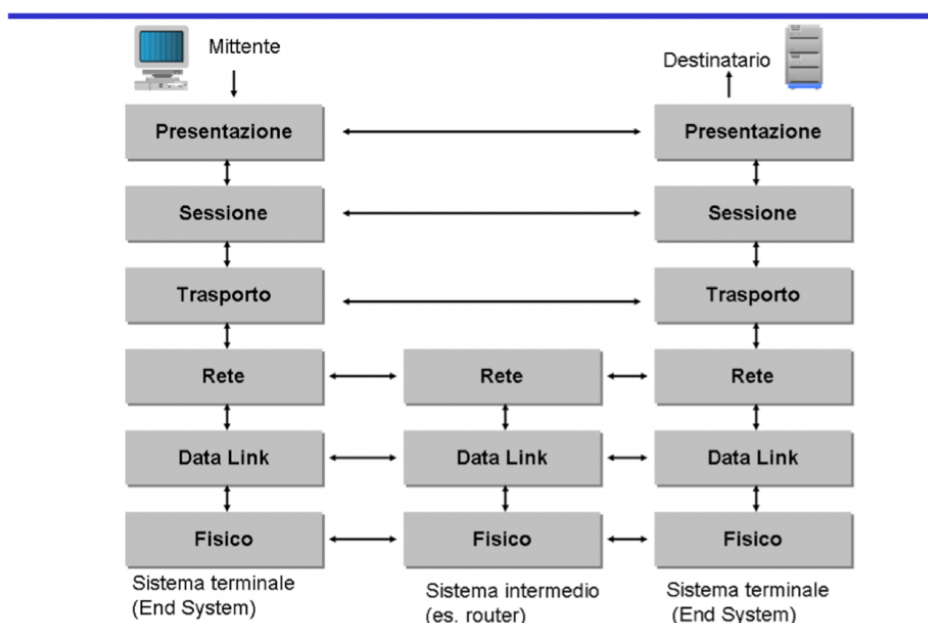 Mittente
Destinatario
Presentazione
Presentazione
Sessione
Sessione
Trasporto
Trasporto
Rete
Rete
Rete
Data Link
Data Link
Data Link
Fisico
Fisico
Fisico
Sistema terminale
(End System)
Sistema intermedio
(es. router)
Sistema terminale
(End System)